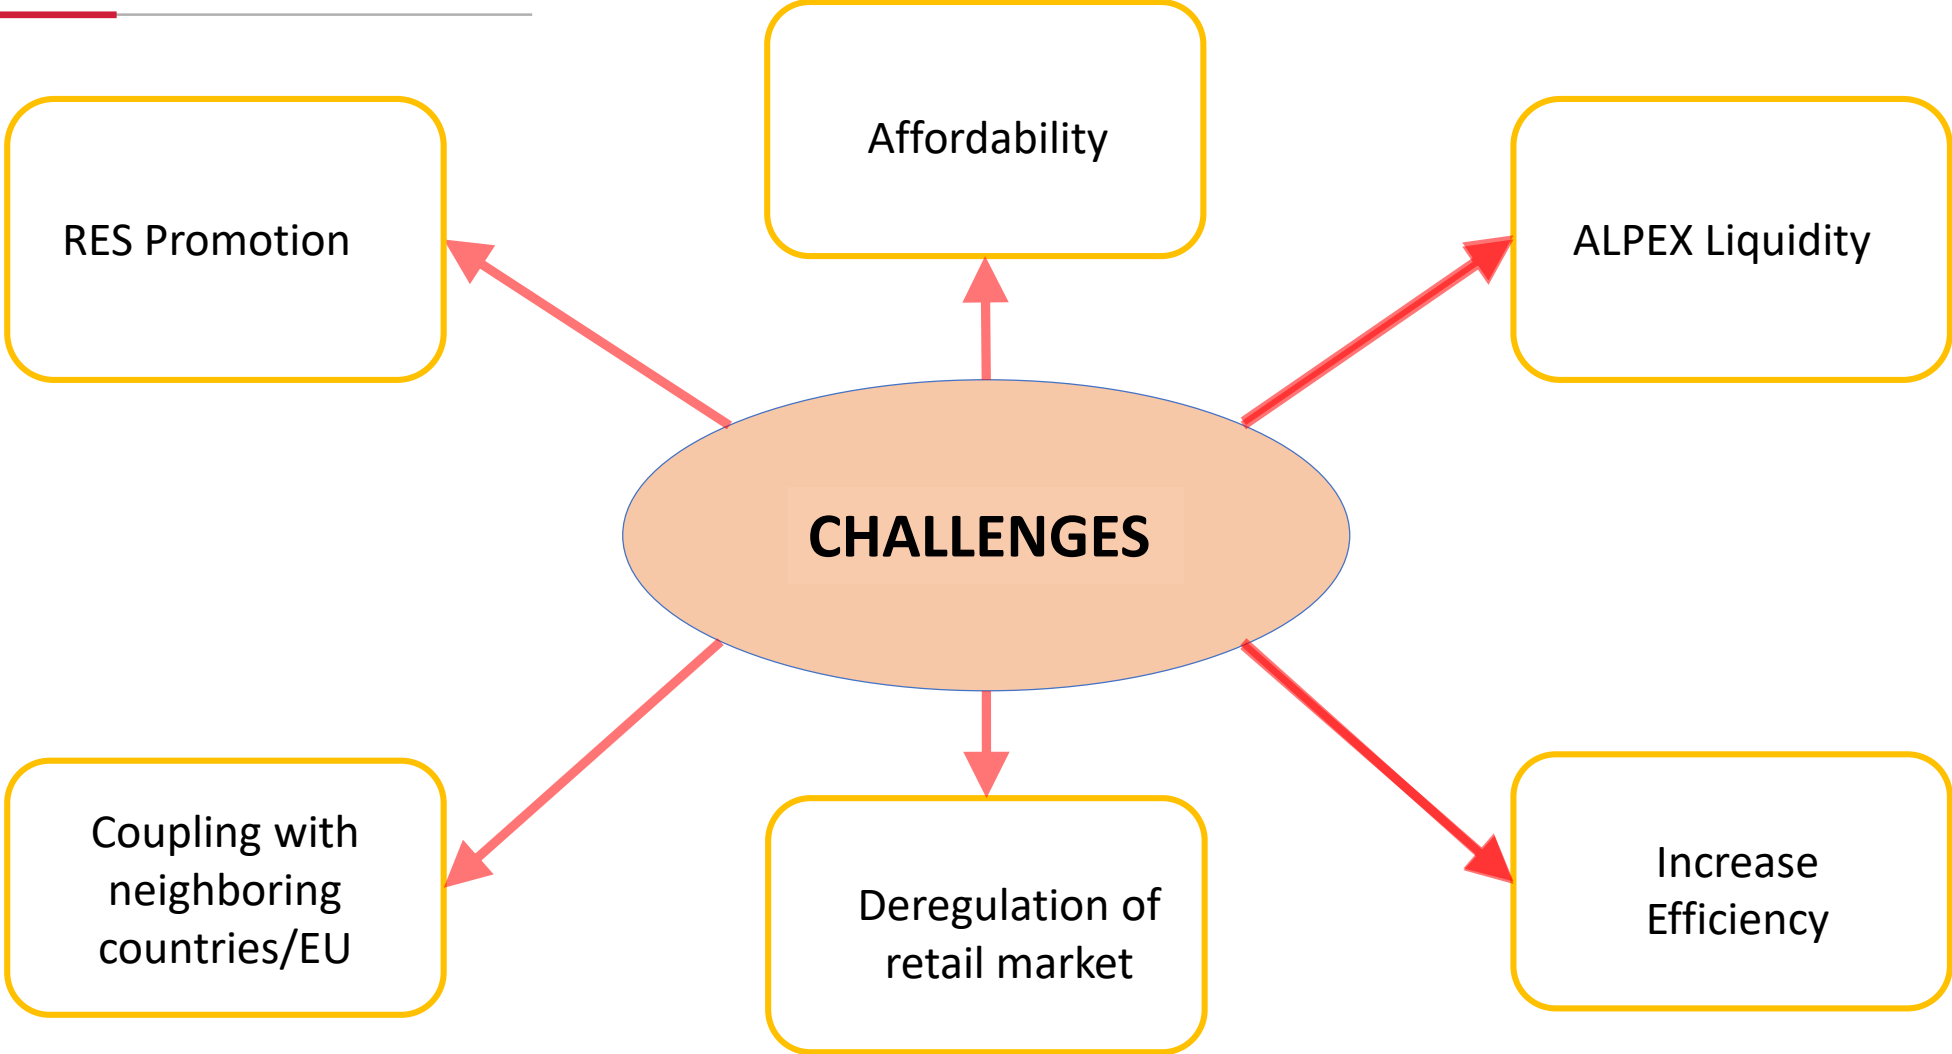 Affordability
RES Promotion
ALPEX Liquidity
CHALLENGES
Coupling with
neighboring
countries/EU
Deregulation of
retail market
Increase
Efficiency